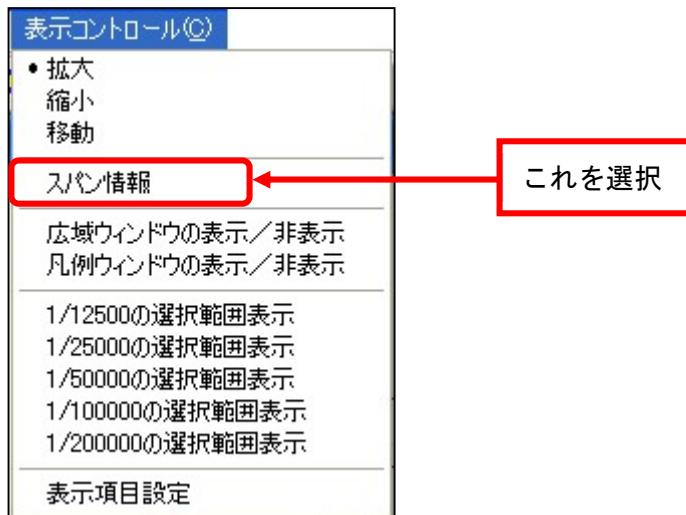 表示コントロール(C)
• 拡大
縮小
移動
スパン情報
これを選択
広域ウィンドウの表示／非表示
凡例ウィンドウの表示／非表示
1/12500の選択範囲表示
1/25000の選択範囲表示
1/50000の選択範囲表示
1/100000の選択範囲表示
1/200000の選択範囲表示
表示項目設定